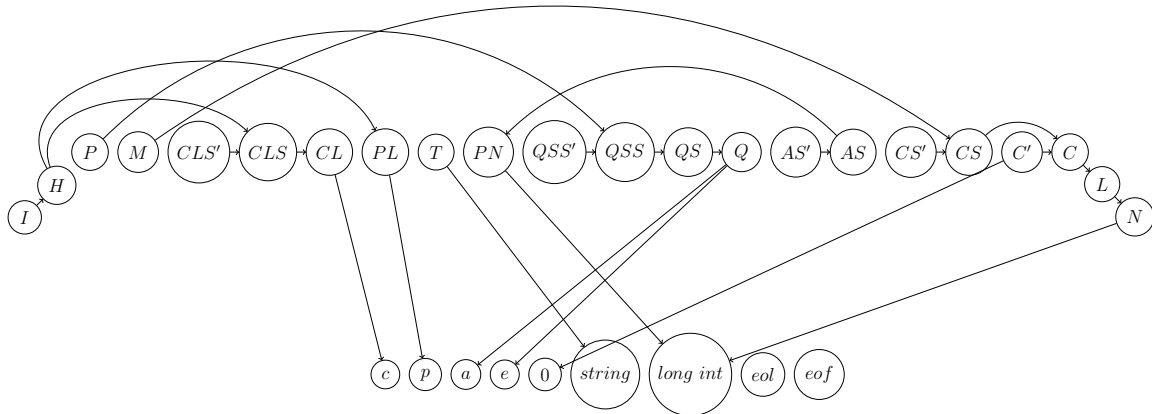 P M CLS′ CLS CL PL T PN QSS′ QSS QS Q AS′ AS CS′ CS C′ C
H L
I N
c p a e 0 string long int eol eof